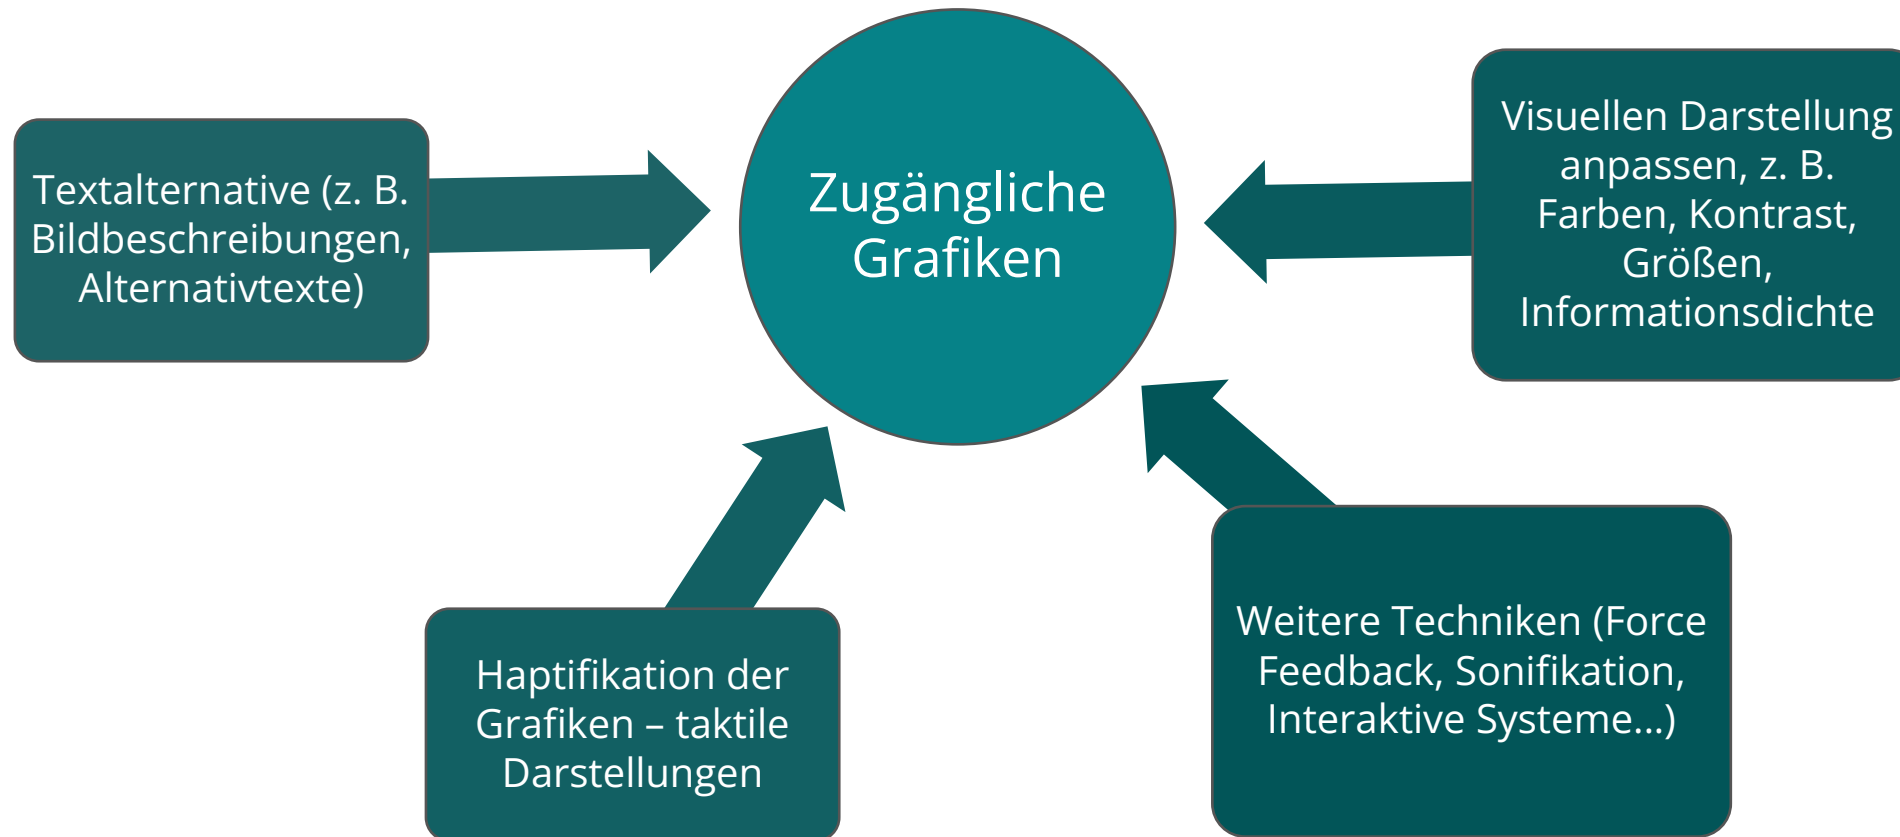 Zugängliche
Grafiken
Textalternative (z. B.
Bildbeschreibungen,
Alternativtexte)
Haptifikation der
Grafiken – taktile
Darstellungen
Weitere Techniken (Force
Feedback, Sonifikation,
Interaktive Systeme...)
Visuellen Darstellung
anpassen, z. B.
Farben, Kontrast,
Größen,
Informationsdichte